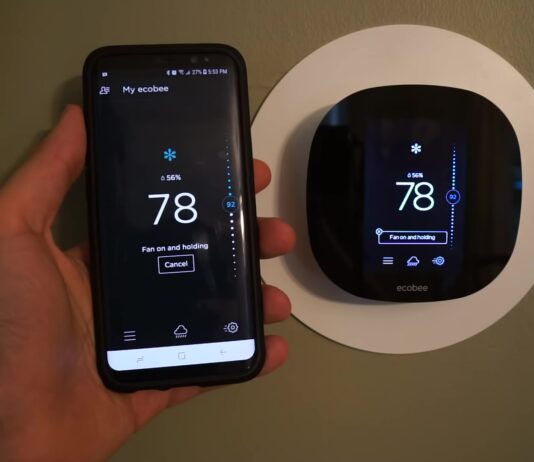 27% 5:53 PM
My ecobee
56%
78
92
Fan on and holding
Cancel
56%
78
92
Fan on and holding
ecobee